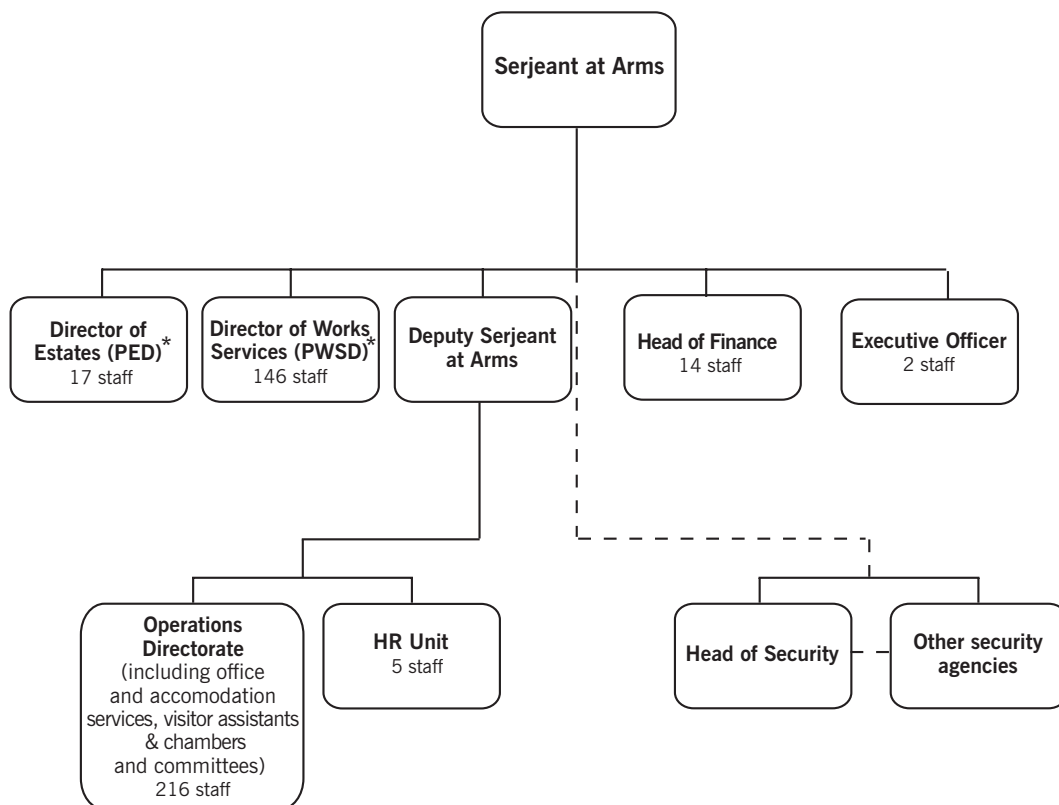 Serjeant at Arms
Director of
Estates (PED)*
17 staff
Director of Works
Services (PWSD)*
146 staff
Deputy Serjeant
at Arms
Head of Finance
14 staff
Executive Officer
2 staff
Operations
Directorate
(including office
and accomodation
services, visitor assistants
& chambers
and committees)
216 staff
HR Unit
5 staff
Head of Security
Other security
agencies